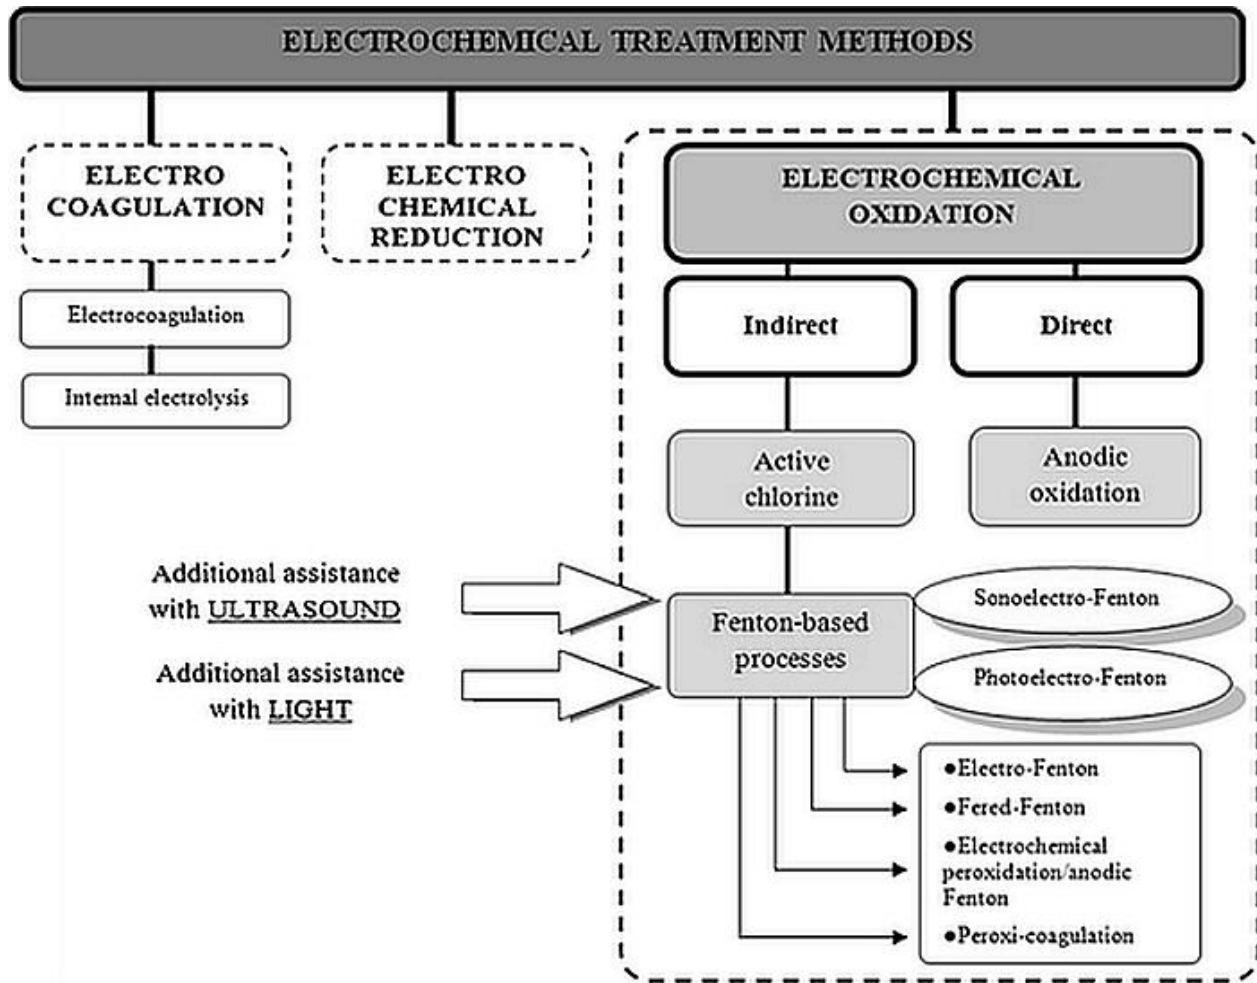 ELECTROCHEMICAL TREATMENT METHODS
ELECTRO
COAGULATION
Electrocoagulation
Internal electrolysis
ELECTRO
CHEMICAL
REDUCTION
ELECTROCHEMICAL
OXIDATION
Indirect
Direct
Active
chlorine
Anodic
oxidation
Additional assistance
with ULTRASOUND
Additional assistance
with LIGHT
Fenton-based
processes
Sonoelectro-Fenton
Photoelectro-Fenton
●Electro-Fenton
●Fered-Fenton
●Electrochemical
peroxidation/anodic
Fenton
●Peroxi-coagulation